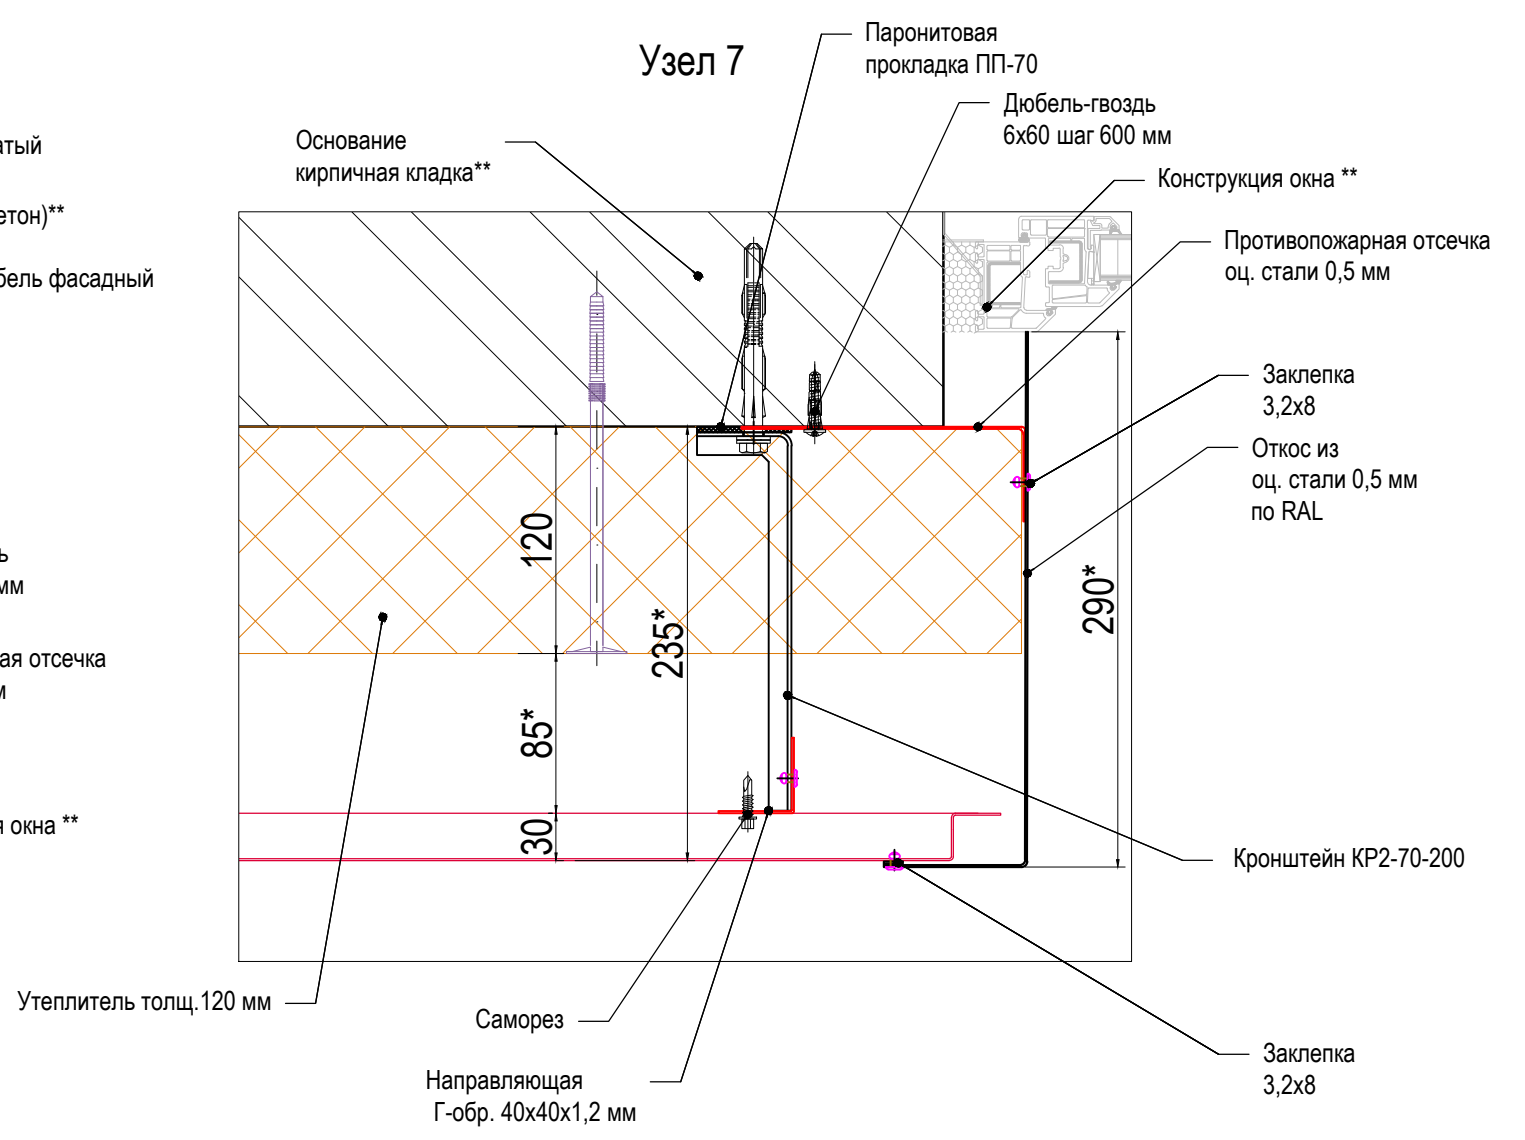 Узел 7
Паронитовая
прокладка ПП-70
Дюбель-гвоздь
6х60 шаг 600 мм
Основание
кирпичная кладка**
Конструкция окна **
Противопожарная отсечка
оц. стали 0,5 мм
Заклепка
3,2х8
Откос из
оц. стали 0,5 мм
по RAL
атый
етон)**
бель фасадный
ь
мм
ая отсечка
м
я окна **
120
235*
85*
30
290*
Кронштейн КР2-70-200
Утеплитель толщ.120 мм
Саморез
Направляющая
Г-обр. 40х40х1,2 мм
Заклепка
3,2х8